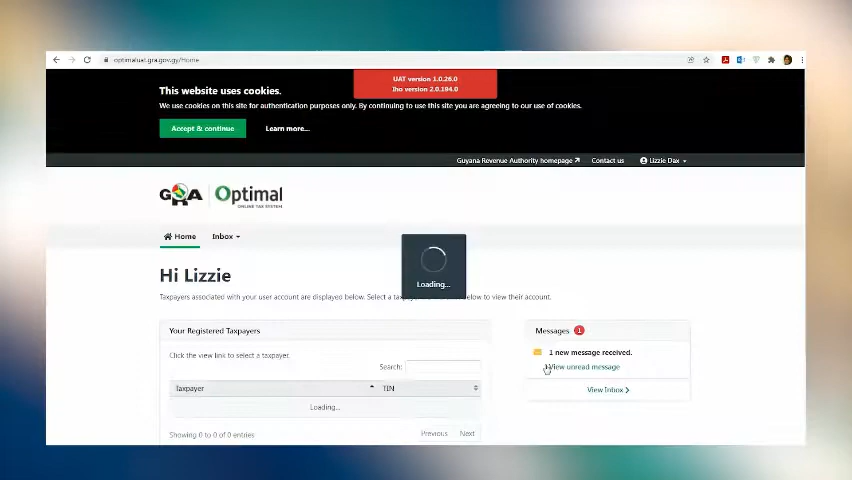 optimaluat.gra.gov.gy/Home
This website uses cookies.
UAT version 1.0.26.0
lho version 2.0.194.0
We use cookies on this site for authentication purposes only. By continuing to use this site you are agreeing to our use of cookies.
Accept & continue
Learn more...
Guyana Revenue Authority homepage
Contact us
Lizzie Dax
GRA
Optimal
ONLINE TAX SYSTEM
Home
Inbox
Hi Lizzie
Loading...
Taxpayers associated with your user account are displayed below. Select a below to view their account.
Your Registered Taxpayers
Messages 1
Click the view link to select a taxpayer.
1 new message received.
Search:
View unread message
Taxpayer
TIN
View Inbox
Loading...
Showing 0 to 0 of 0 entries
Previous
Next